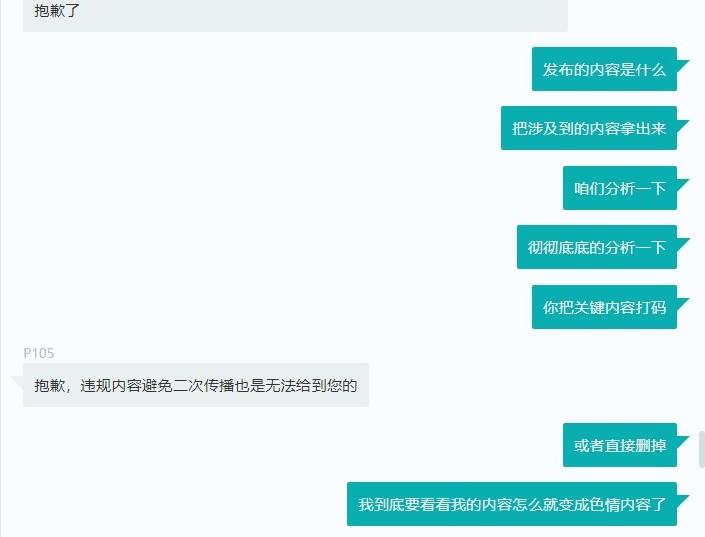 抱歉了
发布的内容是什么
把涉及到的内容拿出来
咱们分析一下
彻彻底底的分析一下
你把关键内容打码
P105
抱歉，违规内容避免二次传播也是无法给到您的
或者直接删掉
我到底要看看我的内容怎么就变成色情内容了